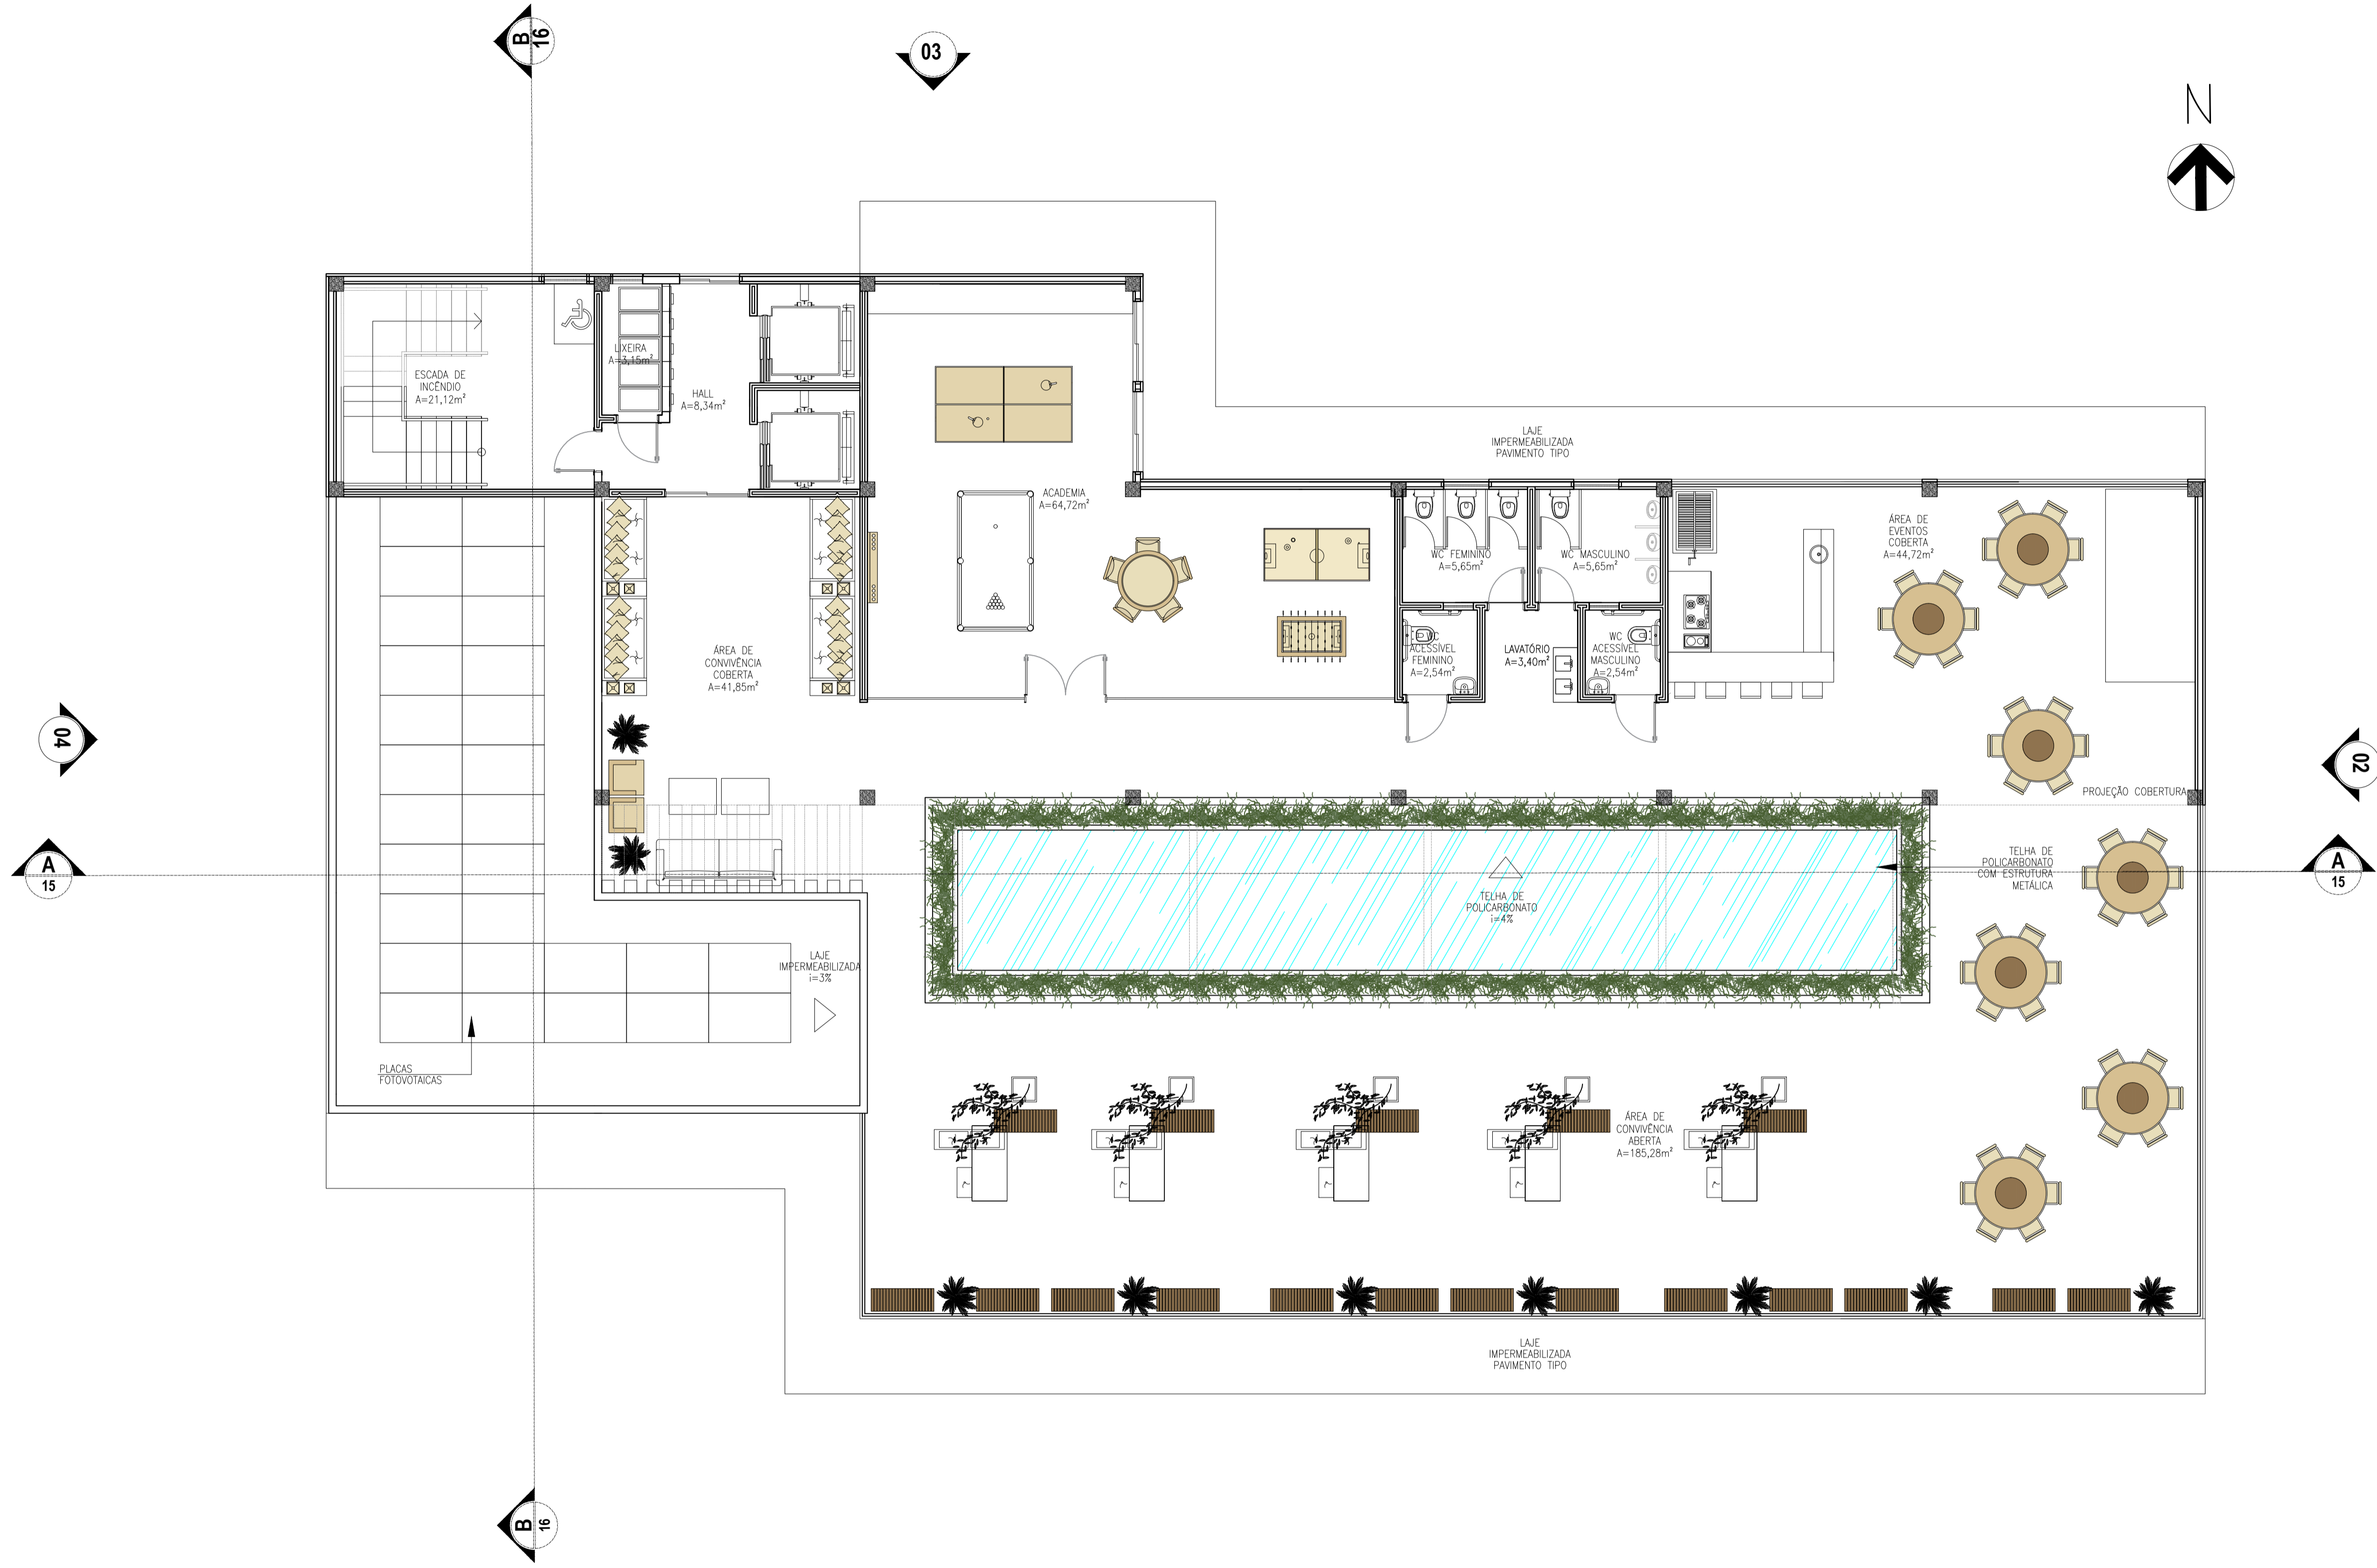 B
16
03
N
LIXEIRA
A=3,15m²
ESCADA DE
INCÊNDIO
A=21,12m²
HALL
A=8,34m²
LAJE
IMPERMEABILIZADA
PAVIMENTO TIPO
ACADEMIA
A=64,72m²
WC FEMININO
A=5,65m²
WC MASCULINO
A=5,65m²
ÁREA DE
EVENTOS
COBERTA
A=44,72m²
ÁREA DE
CONVIVÊNCIA
COBERTA
A=41,85m²
WC
ACESSÍVEL
FEMININO
A=2,54m²
LAVATÓRIO
A=3,40m²
WC
ACESSÍVEL
MASCULINO
A=2,54m²
04
02
PROJEÇÃO COBERTURA
A
15
TELHA DE
POLICARBONATO
COM ESTRUTURA
METÁLICA
A
15
TELHA DE
POLICARBONATO
i=4%
LAJE
IMPERMEABILIZADA
i=3%
PLACAS
FOTOVOTAICAS
ÁREA DE
CONVIVÊNCIA
ABERTA
A=185,28m²
LAJE
IMPERMEABILIZADA
PAVIMENTO TIPO
B
16